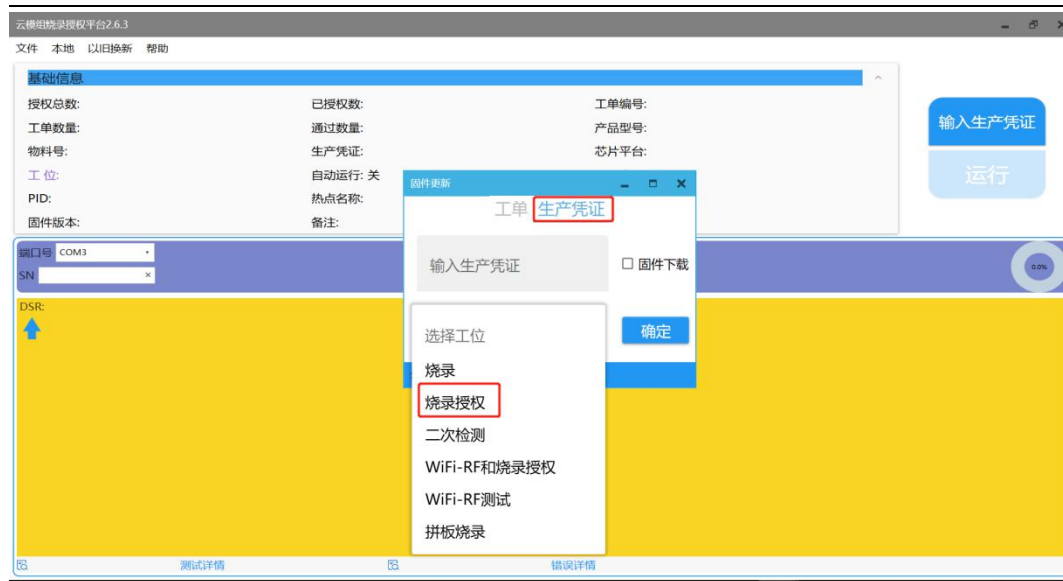 云模组烧录授权平台2.6.3
文件 本地 以旧换新 帮助
基础信息
授权总数: 已授权数: 工单编号:
工单数量: 通过数量: 产品型号:
物料号: 生产凭证: 芯片平台:
工 位: 自动运行: 关
PID: 热点名称:
固件版本: 备注:
输入生产凭证
运行
固件更新
工单 生产凭证
输入生产凭证 固件下载
确定
选择工位
烧录
烧录授权
二次检测
WiFi-RF和烧录授权
WiFi-RF测试
拼板烧录
端口号 COM3
SN
0.0%
DSR:
测试详情 错误详情